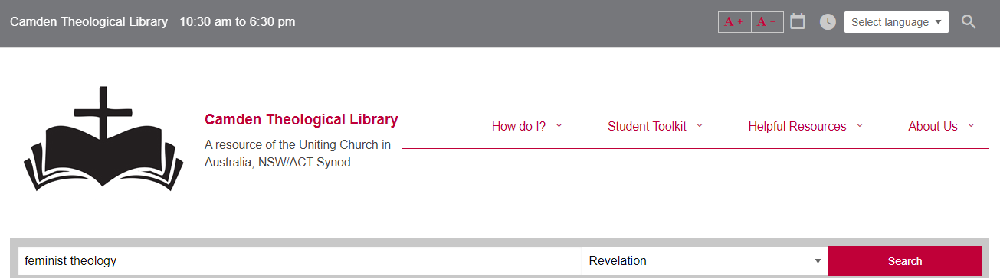 Camden Theological Library 10:30 am to 6:30 pm A + A - Select language
Camden Theological Library
A resource of the Uniting Church in
Australia, NSW/ACT Synod
How do I? Student Toolkit Helpful Resources About Us
feminist theology Revelation Search